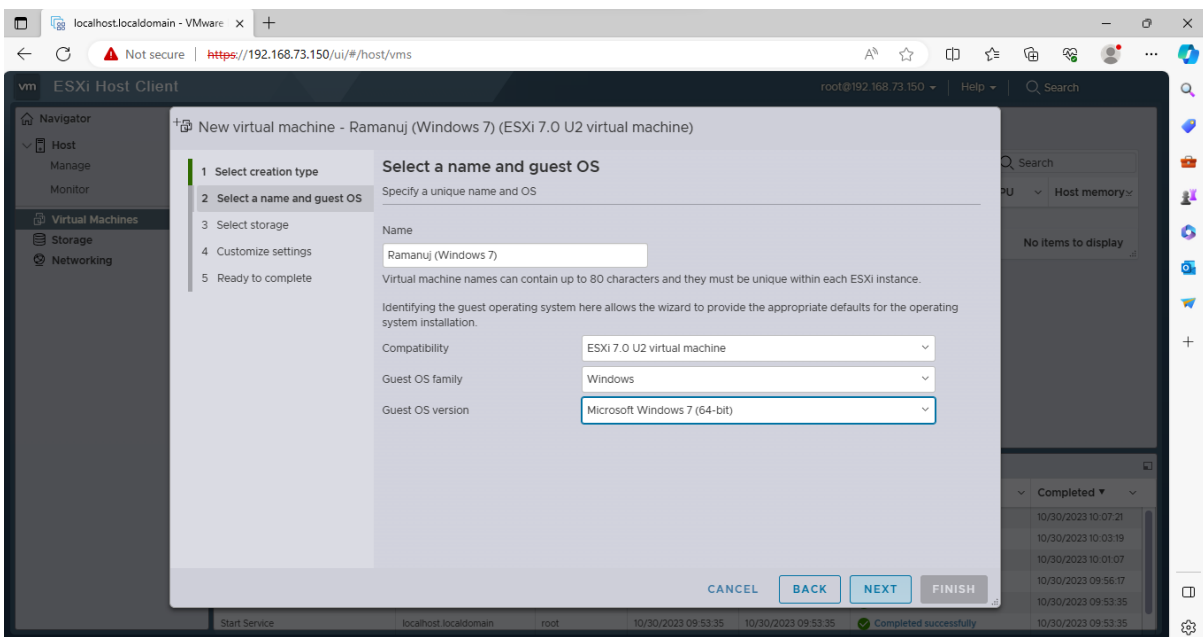 localhost.localdomain - VMware
Not secure https://192.168.73.150/ui/#/host/vms
vm ESXi Host Client
root@192.168.73.150 Help Search
Navigator
Host
Manage
Monitor
Virtual Machines
Storage
Networking
New virtual machine - Ramanuj (Windows 7) (ESXi 7.0 U2 virtual machine)
1 Select creation type
2 Select a name and guest OS
3 Select storage
4 Customize settings
5 Ready to complete
Select a name and guest OS
Specify a unique name and OS
Name
Ramanuj (Windows 7)
Virtual machine names can contain up to 80 characters and they must be unique within each ESXi instance.
Identifying the guest operating system here allows the wizard to provide the appropriate defaults for the operating
system installation.
Compatibility ESXi 7.0 U2 virtual machine
Guest OS family Windows
Guest OS version Microsoft Windows 7 (64-bit)
CANCEL BACK NEXT FINISH
Search
Host memory
No items to display
Completed
10/30/2023 10:07:21
10/30/2023 10:03:19
10/30/2023 10:01:07
10/30/2023 09:56:17
10/30/2023 09:53:35
Start Service localhost.localdomain root 10/30/2023 09:53:35 10/30/2023 09:53:35 Completed successfully 10/30/2023 09:53:35